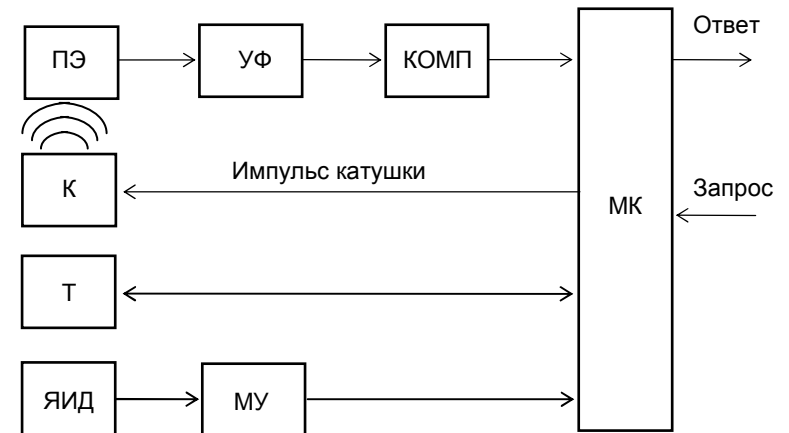 Ответ
ПЭ
УФ
КОМП
Импульс катушки
К
МК
Запрос
Т
ЯИД
МУ